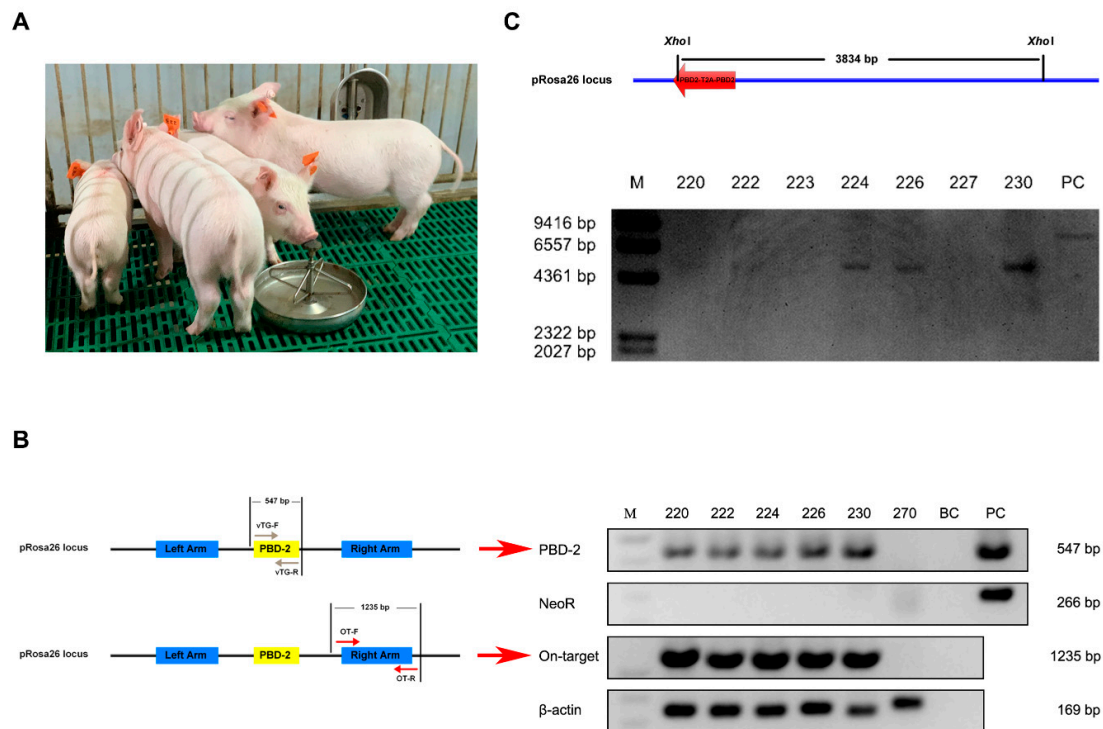 A
C
XhoI
XhoI
3834 bp
pRosa26 locus
PBD2-T2A-PBD2
M 220 222 223 224 226 227 230 PC
9416 bp
6557 bp
4361 bp
2322 bp
2027 bp
B
547 bp
vTG-F
pRosa26 locus
Left Arm PBD-2 Right Arm
vTG-R
1235 bp
OT-F
pRosa26 locus
Left Arm PBD-2 Right Arm
OT-R
M 220 222 224 226 230 270 BC PC
PBD-2 547 bp
NeoR 266 bp
On-target 1235 bp
β-actin 169 bp